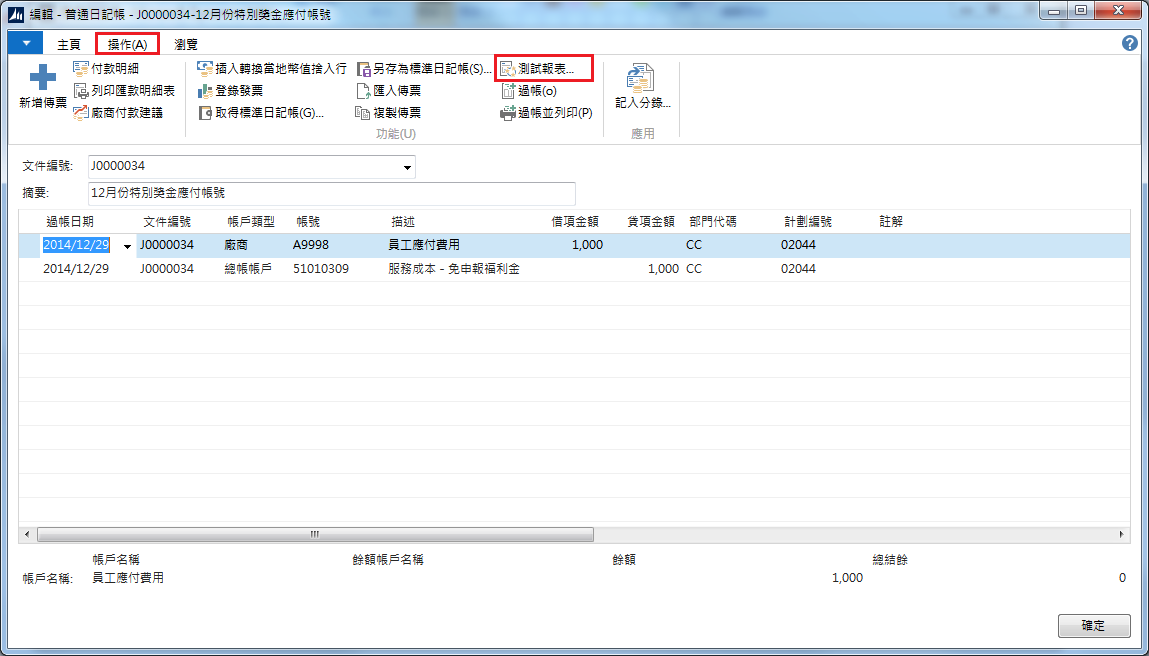 編輯 - 普通日記帳 - J0000034-12月份特別獎金應付帳號
主頁 操作(A) 瀏覽
新增傳票
付款明細
列印匯款明細表
廠商付款建議
插入轉換當地幣值捨入行
登錄發票
取得標準日記帳(G)...
另存為標準日記帳(S)...
匯入傳票
複製傳票
測試報表...
過帳(o)
過帳並列印(P)
功能(U)
記入分錄...
應用
文件編號: J0000034
摘要: 12月份特別獎金應付帳號
過帳日期 文件編號 帳戶類型 帳號 描述 借項金額 貨項金額 部門代碼 計劃編號 註解
2014/12/29 J0000034 廠商 A9998 員工應付費用 1,000 CC 02044
2014/12/29 J0000034 總帳帳戶 51010309 服務成本 - 免申報福利金 1,000 CC 02044
帳戶名稱 餘額帳戶名稱 餘額 總結餘
帳戶名稱: 員工應付費用 1,000 0
確定